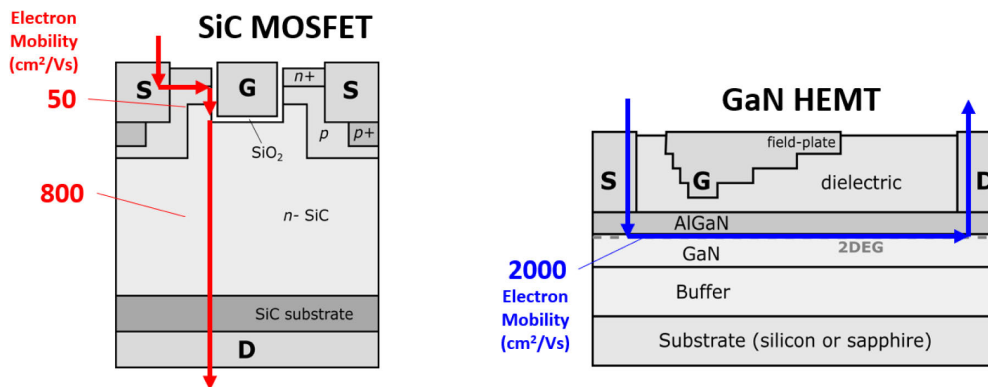 Electron
Mobility
(cm²/Vs)
SiC MOSFET
S
G
n+
S
50
SiO₂
p
p+
800
n- SiC
SiC substrate
D
GaN HEMT
field-plate
S
G
dielectric
D
AlGaN
2DEG
GaN
2000
Electron
Mobility
(cm²/Vs)
Buffer
Substrate (silicon or sapphire)